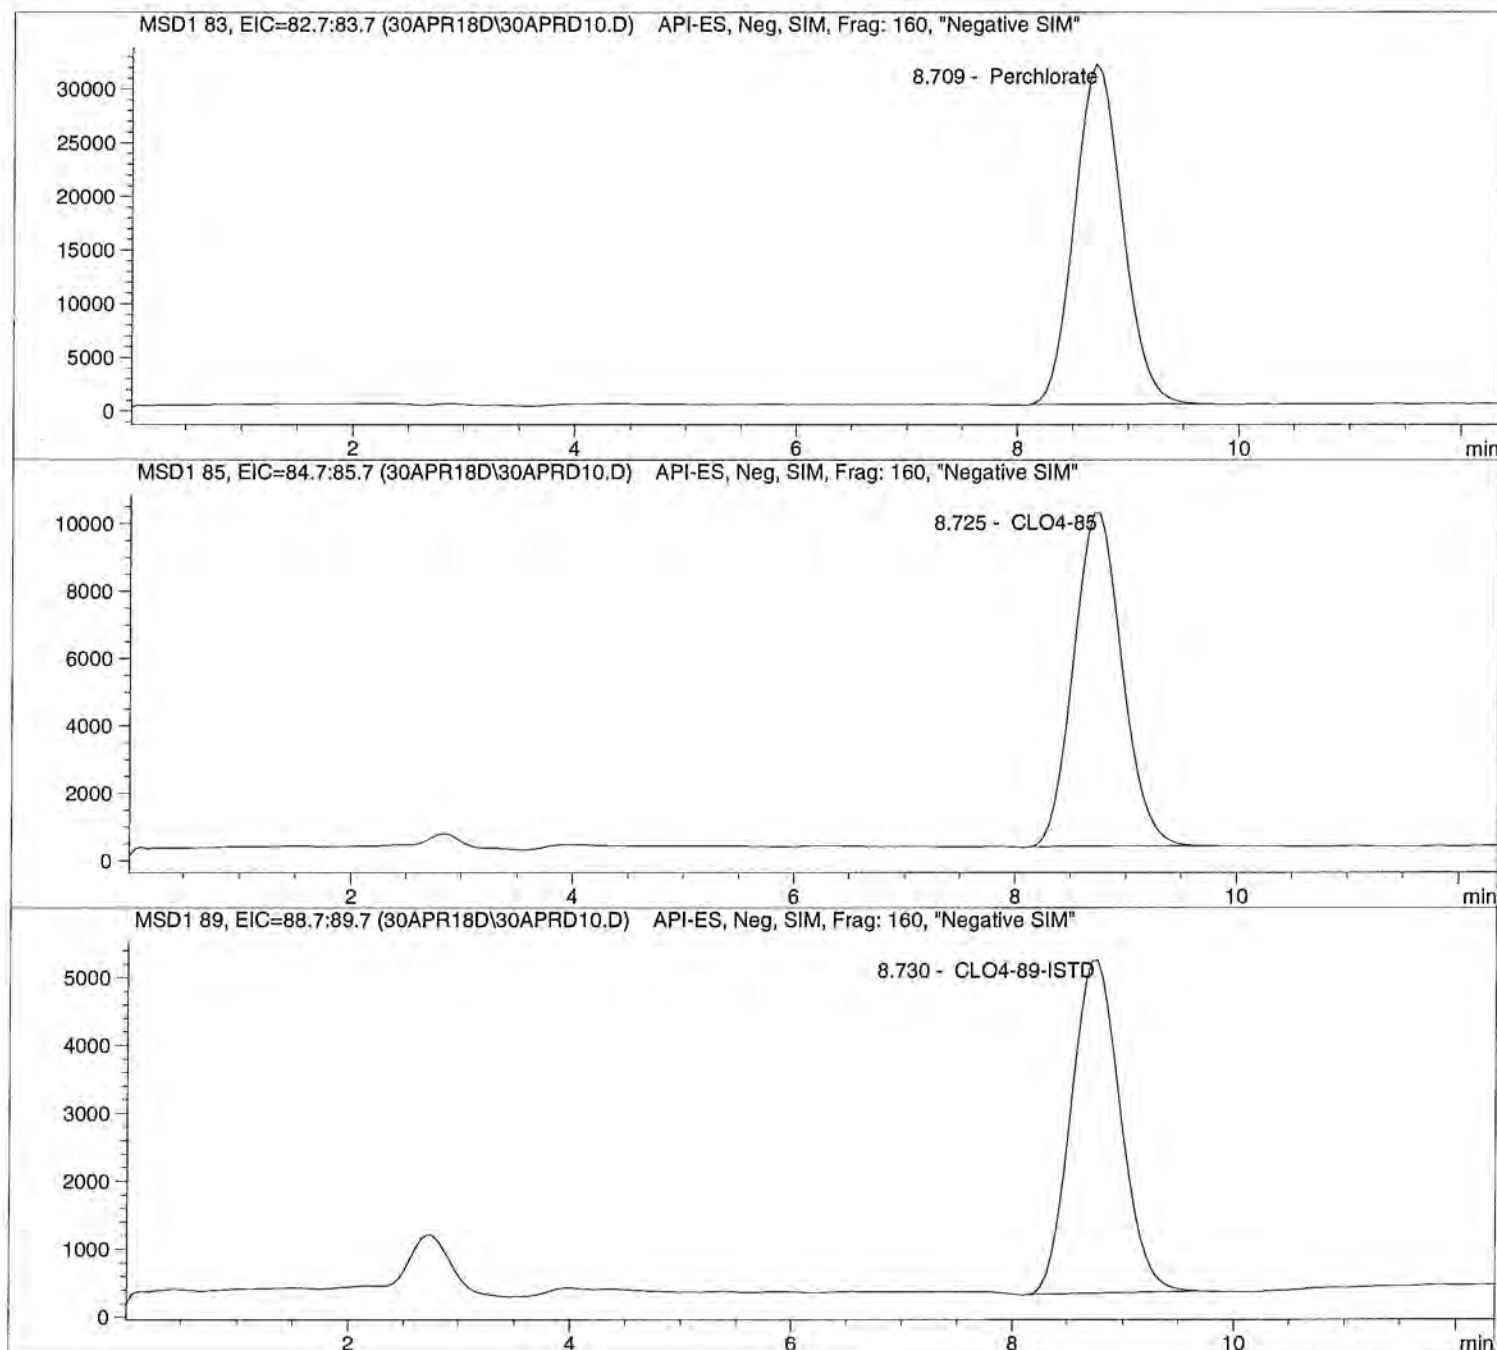 MSD1 83, EIC=82.7:83.7 (30APR18D\30APRD10.D) API-ES, Neg, SIM, Frag: 160, "Negative SIM"
8.709 - Perchlorate
30000
25000
20000
15000
10000
5000
0
2 4 6 8 10 min
MSD1 85, EIC=84.7:85.7 (30APR18D\30APRD10.D) API-ES, Neg, SIM, Frag: 160, "Negative SIM"
8.725 - CLO4-85
10000
8000
6000
4000
2000
0
2 4 6 8 10 min
MSD1 89, EIC=88.7:89.7 (30APR18D\30APRD10.D) API-ES, Neg, SIM, Frag: 160, "Negative SIM"
8.730 - CLO4-89-ISTD
5000
4000
3000
2000
1000
0
2 4 6 8 10 min